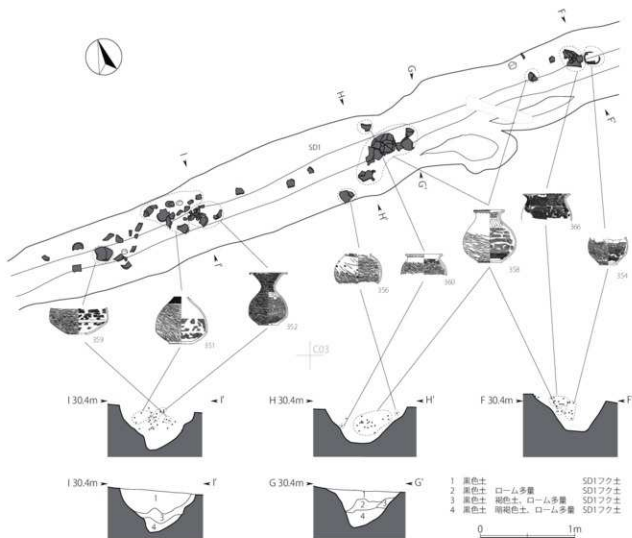 F
G
H
SD1
F'
I
G
G'
H'
I'
366
358
354
356
360
359
351
352
C03
I 30.4m I'
H 30.4m H'
F 30.4m F'
I 30.4m I'
G 30.4m G'
1
3
4
1
2
4
1 黒色土 SD1フク土
2 黒色土 ローム多量 SD1フク土
3 黒色土 褐色土、ローム多量 SD1フク土
4 黒色土 暗褐色土、ローム多量 SD1フク土
0 1m